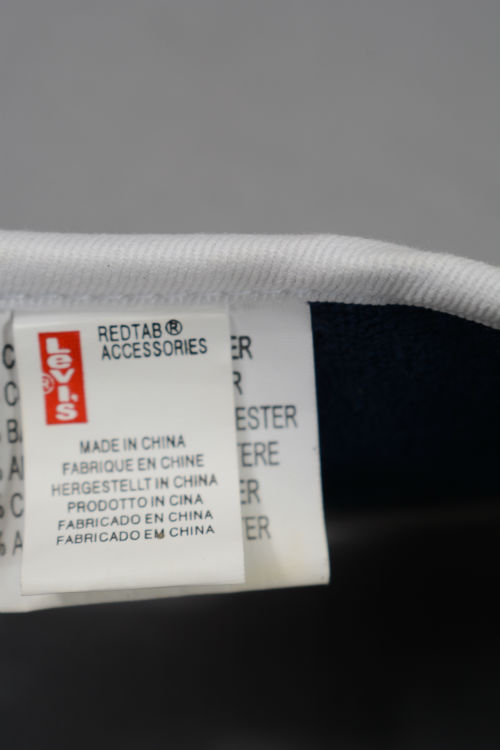 Levi's®
REDTAB®
ACCESSORIES
MADE IN CHINA
FABRIQUE EN CHINE
HERGESTELLT IN CHINA
PRODOTTO IN CINA
FABRICADO EN CHINA
FABRICADO EM CHINA